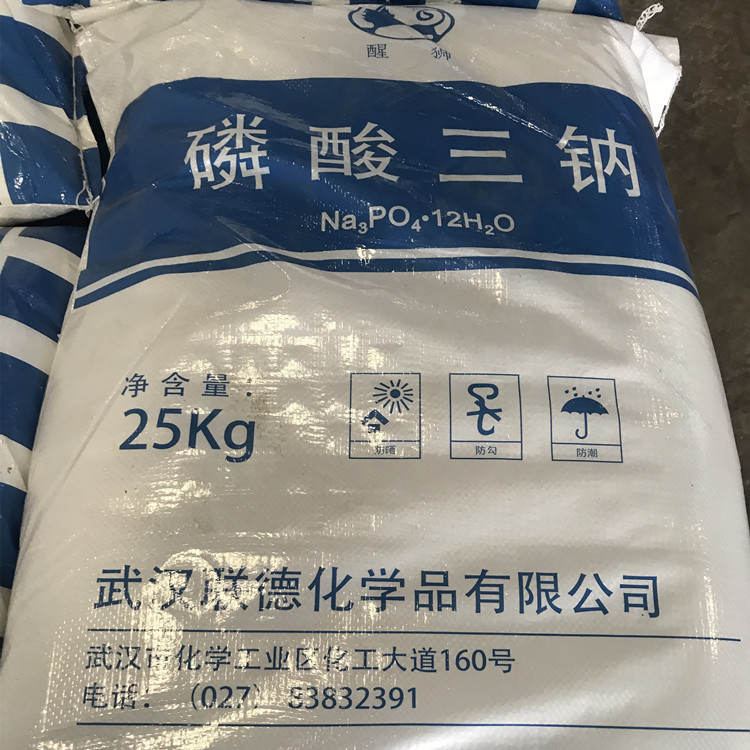 醒狮
磷酸三钠
Na₃PO₄·12H₂O
净含量:
25Kg
防晒 防勾 防潮
武汉联德化学品有限公司
武汉市化学工业区化工大道160号
电话:(027)83832391